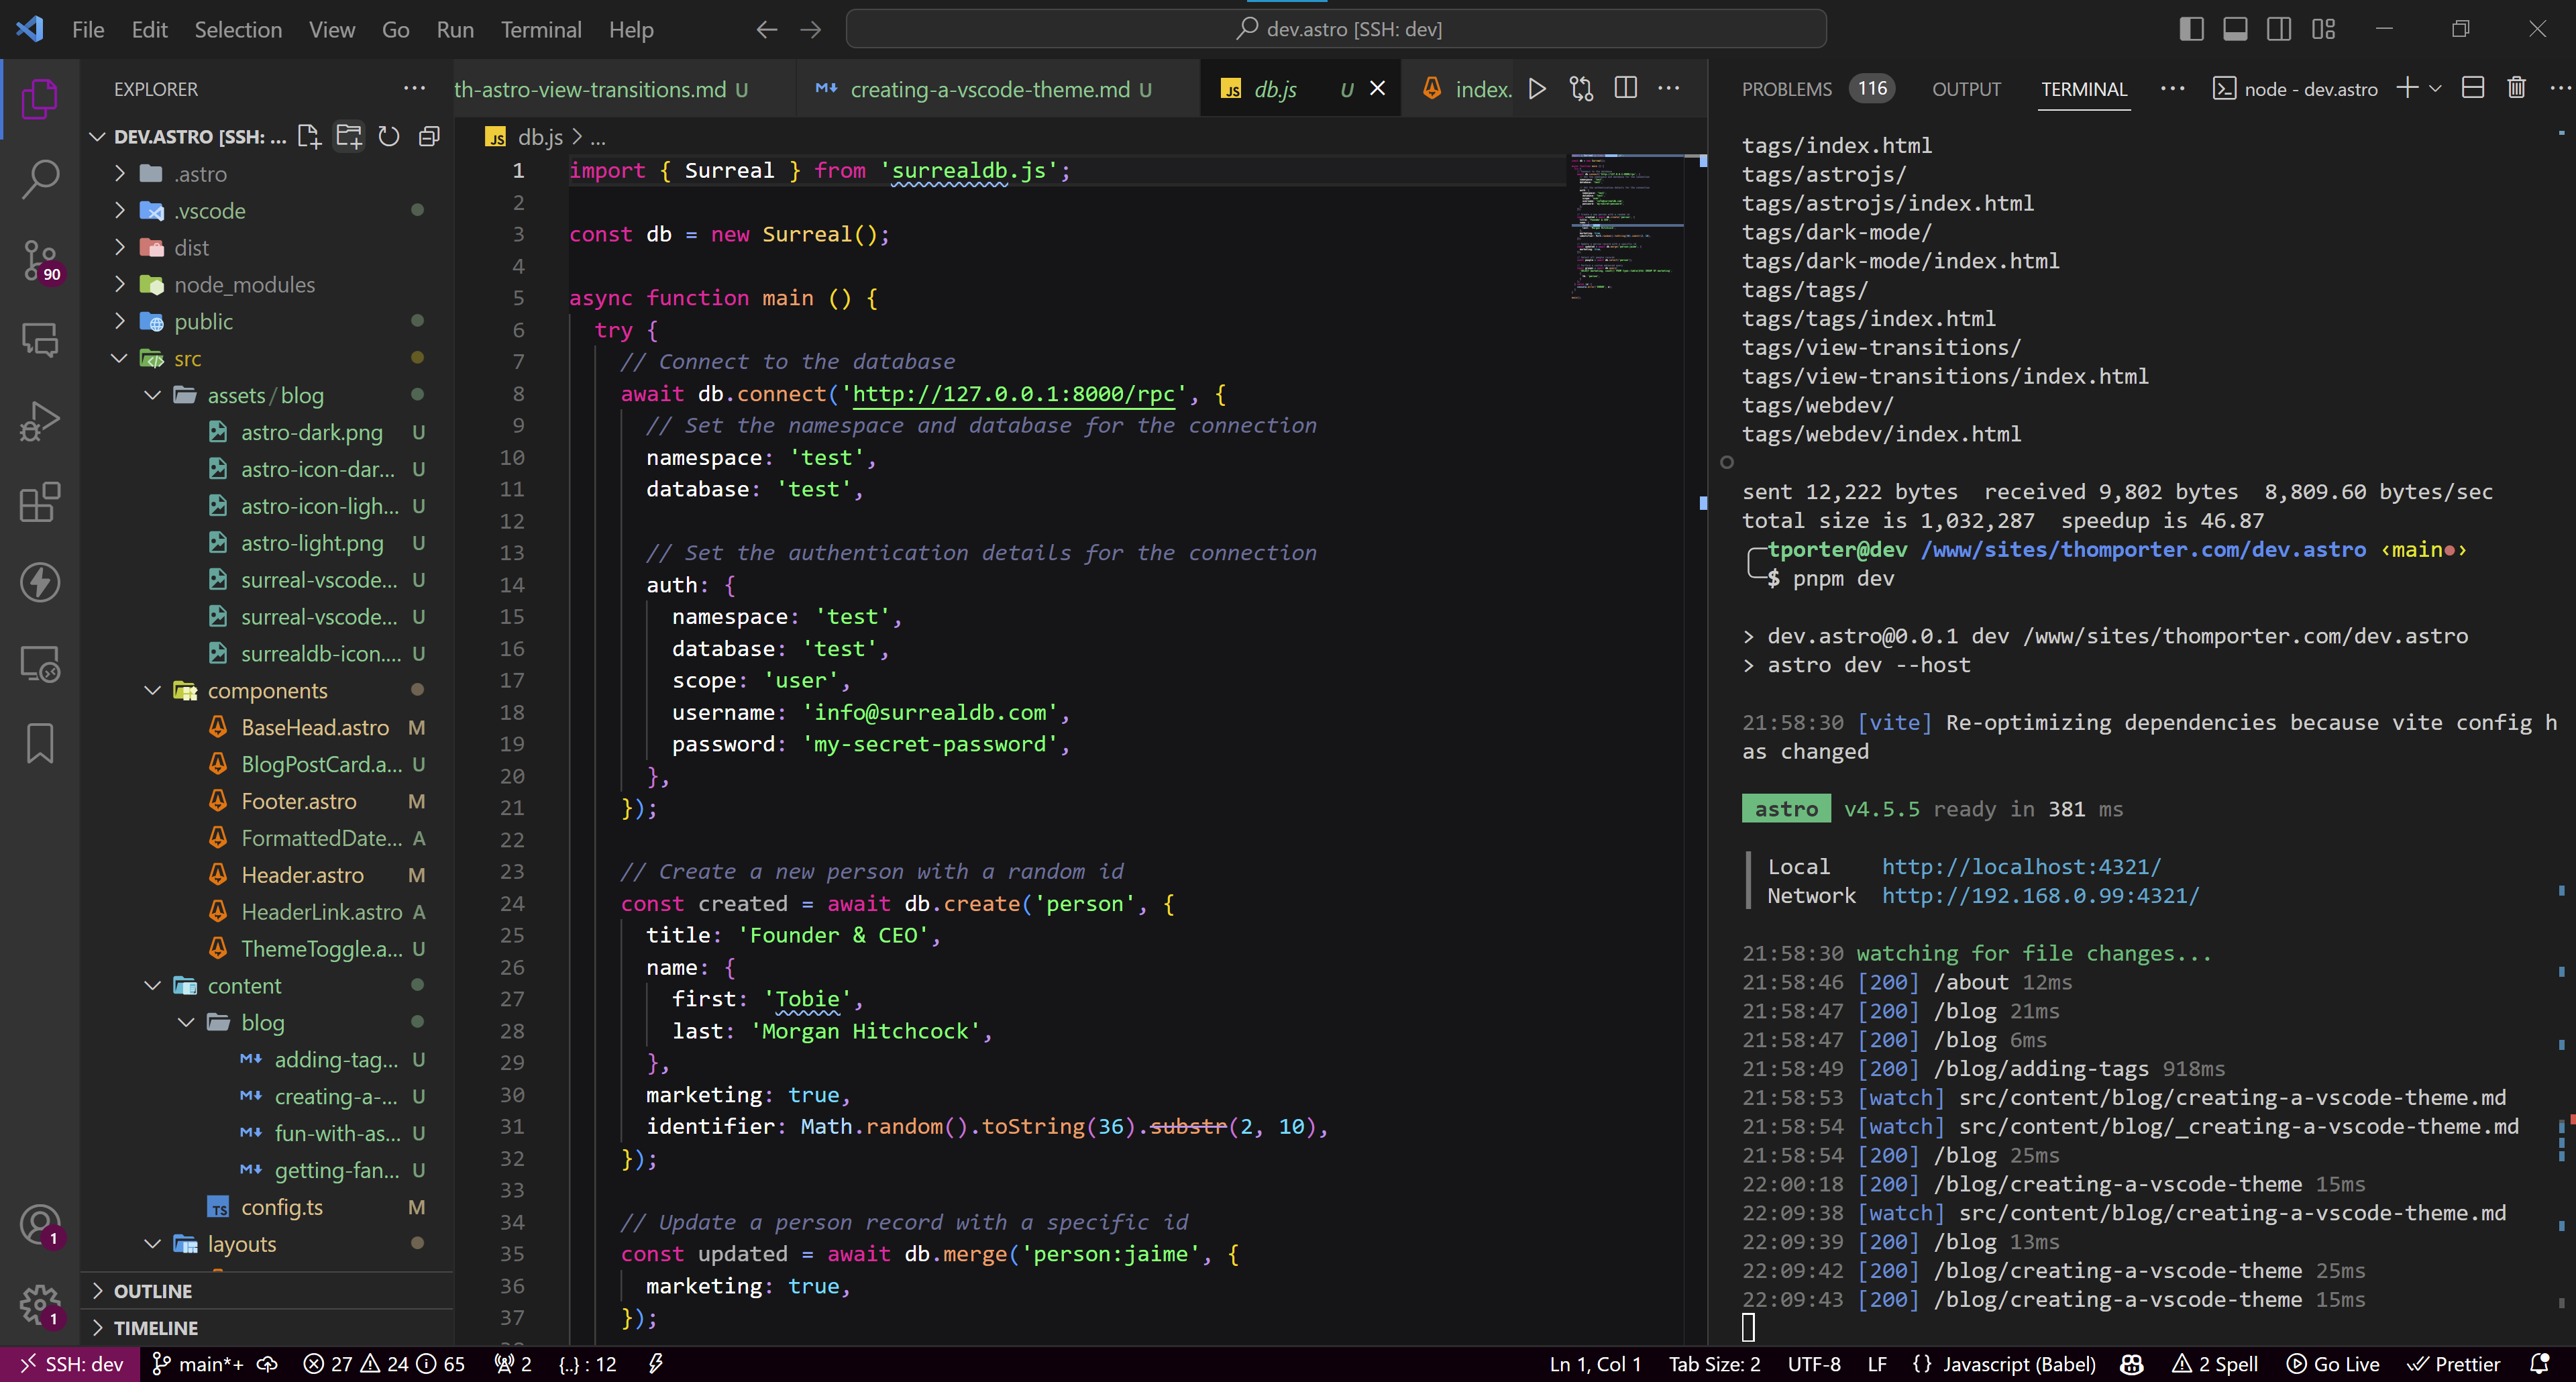 File Edit Selection View Go Run Terminal Help
dev.astro [SSH: dev]
EXPLORER
DEV.ASTRO [SSH: ...
.astro
.vscode
dist
node_modules
public
src
assets/blog
astro-dark.png U
astro-icon-dar... U
astro-icon-ligh... U
astro-light.png U
surreal-vscode... U
surreal-vscode... U
surrealdb-icon.... U
components
BaseHead.astro M
BlogPostCard.a... U
Footer.astro M
FormattedDate... A
Header.astro M
HeaderLink.astro A
ThemeToggle.a... U
content
blog
adding-tag... U
creating-a-... U
fun-with-as... U
getting-fan... U
TS config.ts M
layouts
OUTLINE
TIMELINE
90
1
1
th-astro-view-transitions.md U
creating-a-vscode-theme.md U
JS db.js U
index.
JS db.js > ...
1 import { Surreal } from 'surrealdb.js';
2
3 const db = new Surreal();
4
5 async function main () {
6 try {
7 // Connect to the database
8 await db.connect('http://127.0.0.1:8000/rpc', {
9 // Set the namespace and database for the connection
10 namespace: 'test',
11 database: 'test',
12
13 // Set the authentication details for the connection
14 auth: {
15 namespace: 'test',
16 database: 'test',
17 scope: 'user',
18 username: 'info@surrealdb.com',
19 password: 'my-secret-password',
20 },
21 });
22
23 // Create a new person with a random id
24 const created = await db.create('person', {
25 title: 'Founder & CEO',
26 name: {
27 first: 'Tobie',
28 last: 'Morgan Hitchcock',
29 },
30 marketing: true,
31 identifier: Math.random().toString(36).substr(2, 10),
32 });
33
34 // Update a person record with a specific id
35 const updated = await db.merge('person:jaime', {
36 marketing: true,
37 });
PROBLEMS 116 OUTPUT TERMINAL ... node - dev.astro
tags/index.html
tags/astrojs/
tags/astrojs/index.html
tags/dark-mode/
tags/dark-mode/index.html
tags/tags/
tags/tags/index.html
tags/view-transitions/
tags/view-transitions/index.html
tags/webdev/
tags/webdev/index.html
sent 12,222 bytes received 9,802 bytes 8,809.60 bytes/sec
total size is 1,032,287 speedup is 46.87
tporter@dev /www/sites/thomporter.com/dev.astro ‹main●›
$ pnpm dev
> dev.astro@0.0.1 dev /www/sites/thomporter.com/dev.astro
> astro dev --host
21:58:30 [vite] Re-optimizing dependencies because vite config h
as changed
astro v4.5.5 ready in 381 ms
Local http://localhost:4321/
Network http://192.168.0.99:4321/
21:58:30 watching for file changes...
21:58:46 [200] /about 12ms
21:58:47 [200] /blog 21ms
21:58:47 [200] /blog 6ms
21:58:49 [200] /blog/adding-tags 918ms
21:58:53 [watch] src/content/blog/creating-a-vscode-theme.md
21:58:54 [watch] src/content/blog/_creating-a-vscode-theme.md
21:58:54 [200] /blog 25ms
22:00:18 [200] /blog/creating-a-vscode-theme 15ms
22:09:38 [watch] src/content/blog/creating-a-vscode-theme.md
22:09:39 [200] /blog 13ms
22:09:42 [200] /blog/creating-a-vscode-theme 25ms
22:09:43 [200] /blog/creating-a-vscode-theme 15ms
SSH: dev main*+ 27 24 65 2 {..} : 12 Ln 1, Col 1 Tab Size: 2 UTF-8 LF {} Javascript (Babel) 2 Spell Go Live Prettier